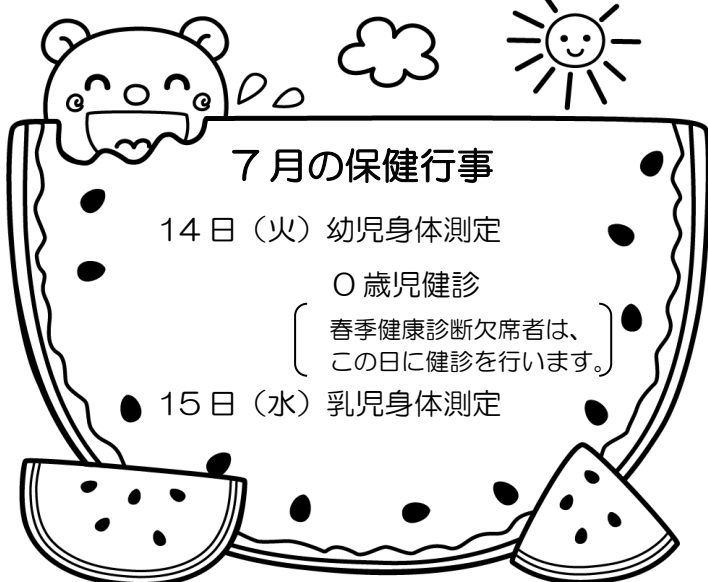 7月の保健行事
14日（火）幼児身体測定
0歳児健診
春季健康診断欠席者は、
この日に健診を行います。
15日（水）乳児身体測定